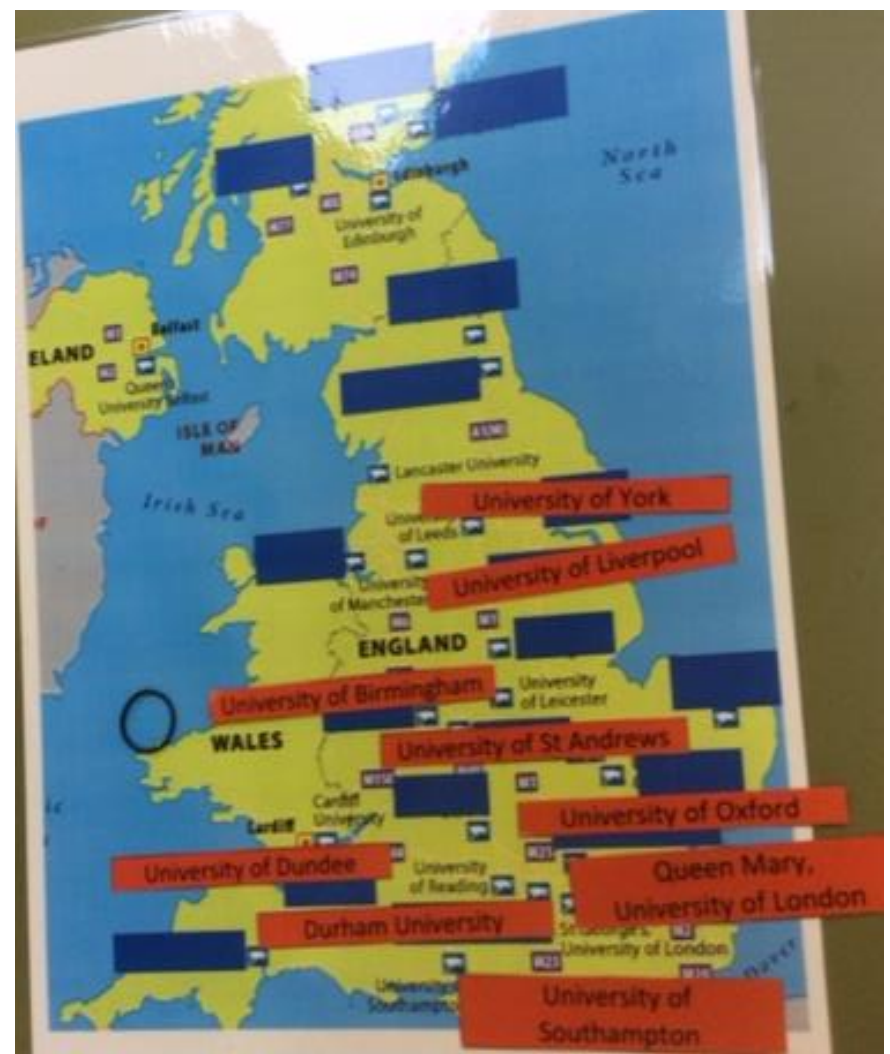 North
Sea
Edinburgh
University of
Edinburgh
M74
Belfast
ELAND
Queen's
University Belfast
ISLE OF
MAN
Lancaster University
Irish Sea
University of York
of Leeds
University of Liverpool
University
of Manchester
ENGLAND
University of Birmingham
University
of Leicester
WALES
University of St Andrews
Cardiff
University
University of Oxford
Cardiff
University of Dundee
University
of Reading
Queen Mary,
University of London
Durham University
St George's,
University of London
Southampton
University of
Southampton